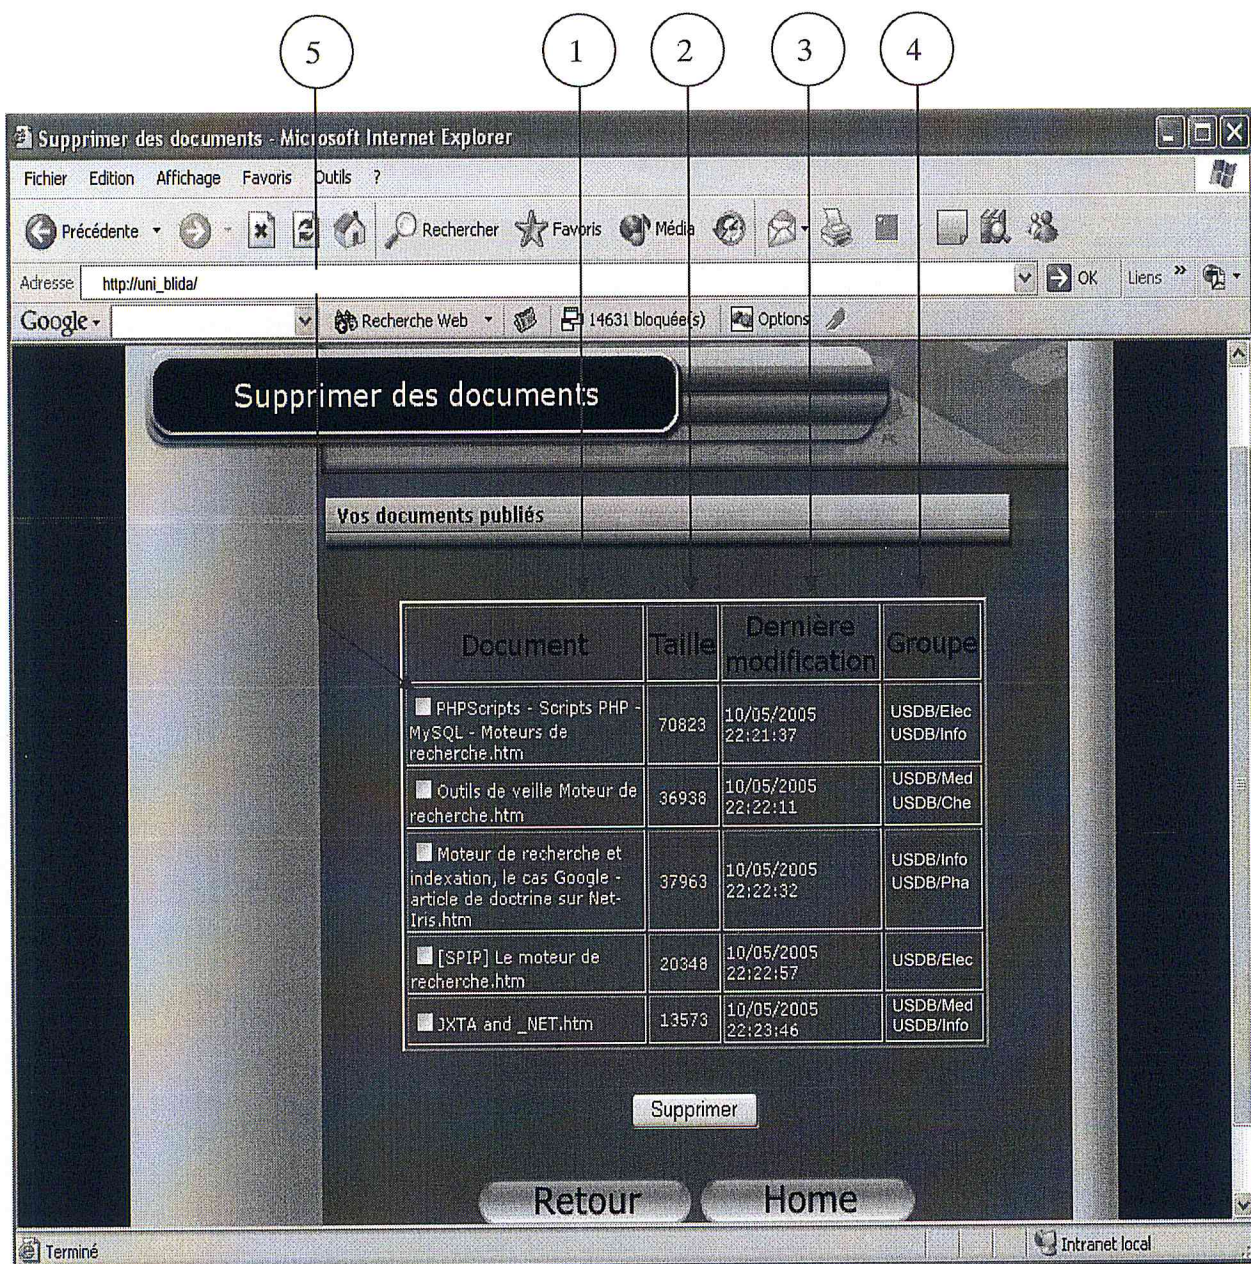 5 1 2 3 4
Supprimer des documents - Microsoft Internet Explorer
Fichier Edition Affichage Favoris Outils ?
Précédente Rechercher Favoris Média
Adresse http://uni_blida/ OK Liens »
Google Recherche Web 14631 bloquée(s) Options
Supprimer des documents
Vos documents publiés
Document Taille Dernière
modification Groupe
PHPScripts - Scripts PHP -
MySQL - Moteurs de
recherche.htm
70823
10/05/2005
22:21:37
USDB/Elec
USDB/Info
Outils de veille Moteur de
recherche.htm
36938
10/05/2005
22:22:11
USDB/Med
USDB/Che
Moteur de recherche et
indexation, le cas Google -
article de doctrine sur Net-
Iris.htm
37963
10/05/2005
22:22:32
USDB/Info
USDB/Pha
[SPIP] Le moteur de
recherche.htm
20348
10/05/2005
22:22:57
USDB/Elec
JXTA and _NET.htm
13573
10/05/2005
22:23:46
USDB/Med
USDB/Info
Supprimer
Retour Home
Terminé Intranet local